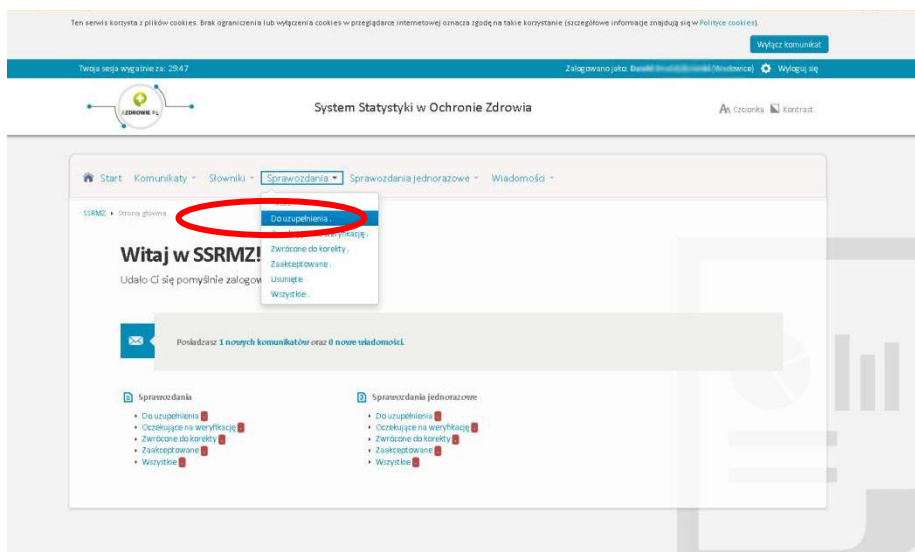 Ten serwis korzysta z plików cookies. Brak ograniczenia lub wyłączenia cookies w przeglądarce internetowej oznacza zgodę na takie korzystanie (szczegółowe informacje znajdują się w Polityce cookies).
Wyłącz komunikat
Twoja sesja wygaśnie za: 29:47
Zalogowano jako: Wyloguj się
ZDROWIE
System Statystyki w Ochronie Zdrowia
Czcionka Kontrast
Start Komunikaty Słowniki Sprawozdania Sprawozdania jednorazowe Wiadomości
SSRMZ Strona główna
Do uzupełnienia .
Zwrócone do korekty .
Zaakceptowane .
Usunięte
Wszystkie .
Witaj w SSRMZ!
Udało Ci się pomyślnie
Posiadasz 1 nowych komunikatów oraz 0 nowe wiadomości.
Sprawozdania
Do uzupełnienia
Oczekujące na weryfikację
Zwrócone do korekty
Zaakceptowane
Wszystkie
Sprawozdania jednorazowe
Do uzupełnienia
Oczekujące na weryfikację
Zwrócone do korekty
Zaakceptowane
Wszystkie